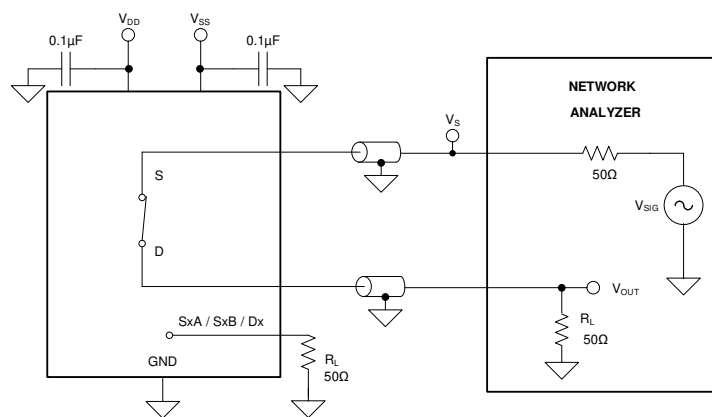 V_DD
V_SS
0.1µF
0.1µF
NETWORK
ANALYZER
V_S
50Ω
V_SIG
S
D
V_OUT
SxA / SxB / Dx
R_L
50Ω
R_L
50Ω
GND